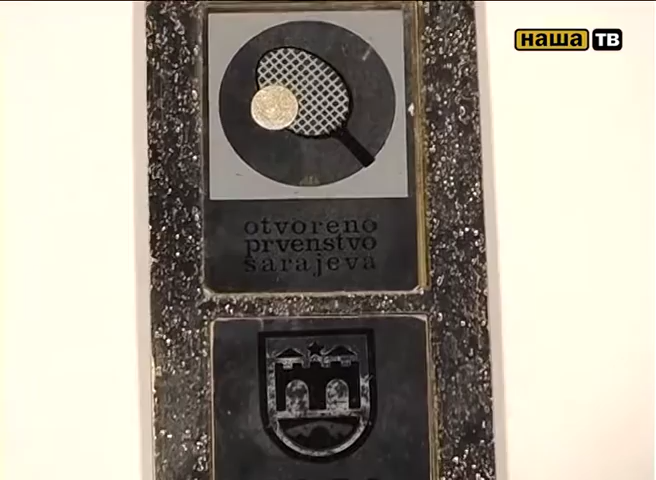 наша ТВ
otvoreno
prvenstvo
sarajeva